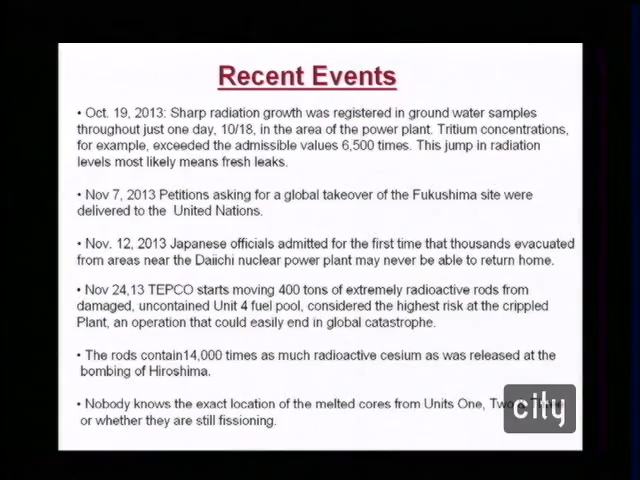 Recent Events
• Oct. 19, 2013: Sharp radiation growth was registered in ground water samples
throughout just one day, 10/18, in the area of the power plant. Tritium concentrations,
for example, exceeded the admissible values 6,500 times. This jump in radiation
levels most likely means fresh leaks.
• Nov 7, 2013 Petitions asking for a global takeover of the Fukushima site were
delivered to the United Nations.
• Nov. 12, 2013 Japanese officials admitted for the first time that thousands evacuated
from areas near the Daiichi nuclear power plant may never be able to return home.
• Nov 24,13 TEPCO starts moving 400 tons of extremely radioactive rods from
damaged, uncontained Unit 4 fuel pool, considered the highest risk at the crippled
Plant, an operation that could easily end in global catastrophe.
• The rods contain14,000 times as much radioactive cesium as was released at the
bombing of Hiroshima.
• Nobody knows the exact location of the melted cores from Units One, Two
or whether they are still fissioning.
city